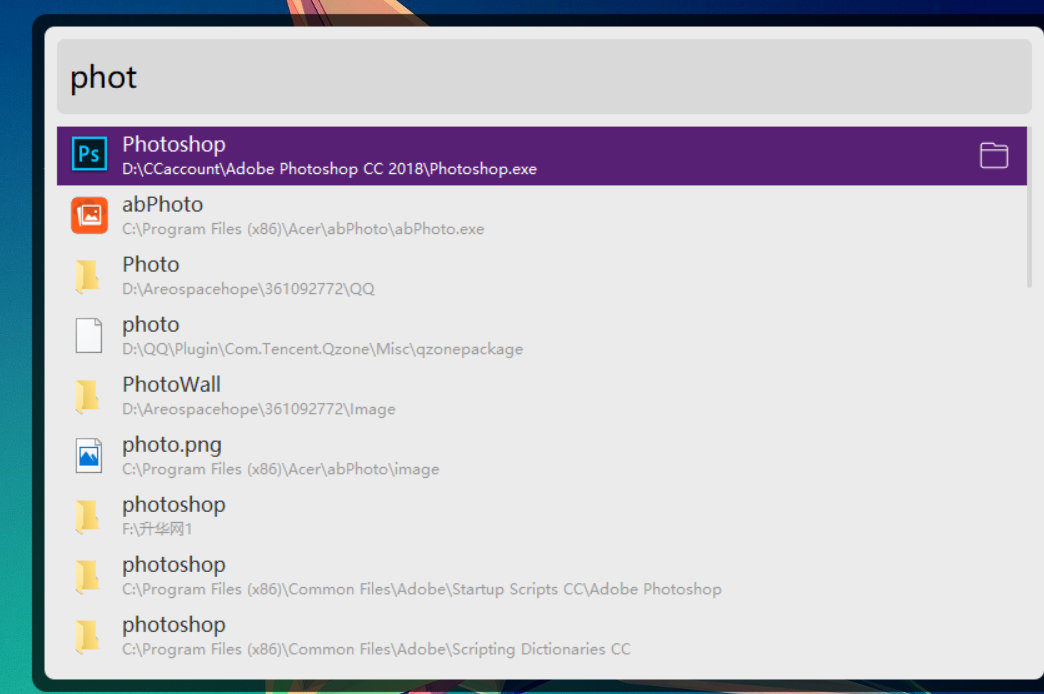 phot
Ps
Photoshop
D:\CCaccount\Adobe Photoshop CC 2018\Photoshop.exe
abPhoto
C:\Program Files (x86)\Acer\abPhoto\abPhoto.exe
Photo
D:\Areospacehope\361092772\QQ
photo
D:\QQ\Plugin\Com.Tencent.Qzone\Misc\qzonepackage
PhotoWall
D:\Areospacehope\361092772\Image
photo.png
C:\Program Files (x86)\Acer\abPhoto\image
photoshop
F:\升华网1
photoshop
C:\Program Files (x86)\Common Files\Adobe\Startup Scripts CC\Adobe Photoshop
photoshop
C:\Program Files (x86)\Common Files\Adobe\Scripting Dictionaries CC